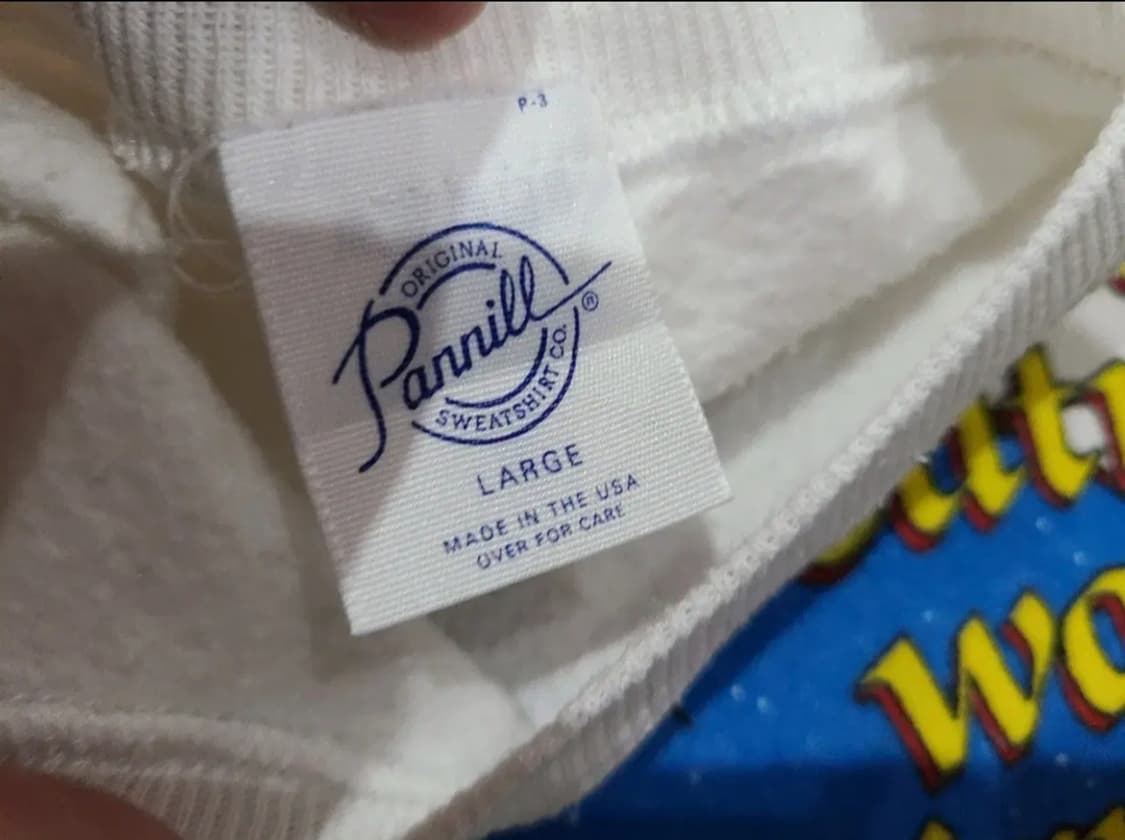 P-3
ORIGINAL
Pannill ®
SWEATSHIRT CO.
LARGE
MADE IN THE USA
OVER FOR CARE